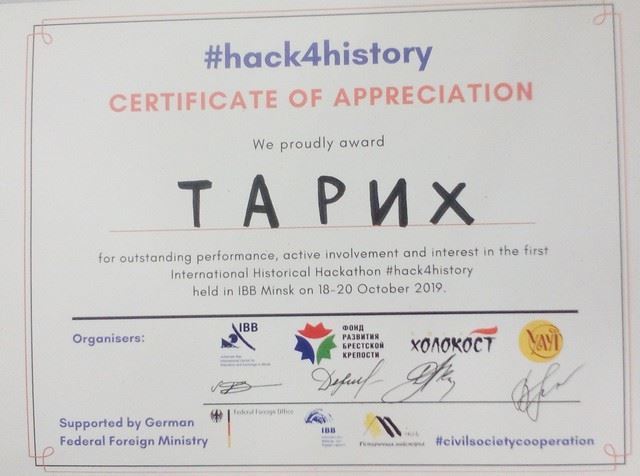 #hack4history
CERTIFICATE OF APPRECIATION
We proudly award
ТАРИХ
for outstanding performance, active involvement and interest in the first
International Historical Hackathon #hack4history
held in IBB Minsk on 18-20 October 2019.
Organisers:
IBB
ФОНД
РАЗВИТИЯ
БРЕСТСКОЙ
КРЕПОСТИ
ХОЛОКОСТ
Supported by German
Federal Foreign Ministry
Federal Foreign Office
IBB
Историческая мастерская
#civilsocietycooperation